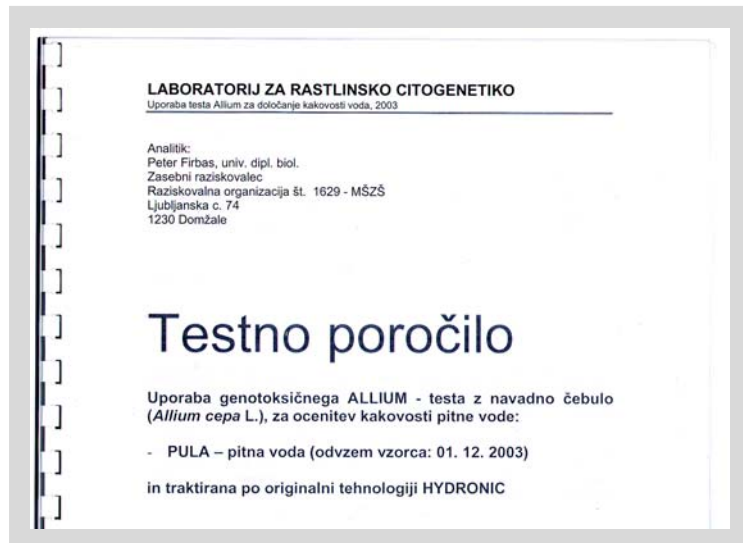 LABORATORIJ ZA RASTLINSKO CITOGENETIKO
Uporaba testa Allium za določanje kakovosti voda, 2003
Analitik:
Peter Firbas, univ. dipl. biol.
Zasebni raziskovalec
Raziskovalna organizacija št. 1629 - MŠZŠ
Ljubljanska c. 74
1230 Domžale
Testno poročilo
Uporaba genotoksičnega ALLIUM - testa z navadno čebulo
(Allium cepa L.), za ocenitev kakovosti pitne vode:
- PULA – pitna voda (odvzem vzorca: 01. 12. 2003)
in traktirana po originalni tehnologiji HYDRONIC